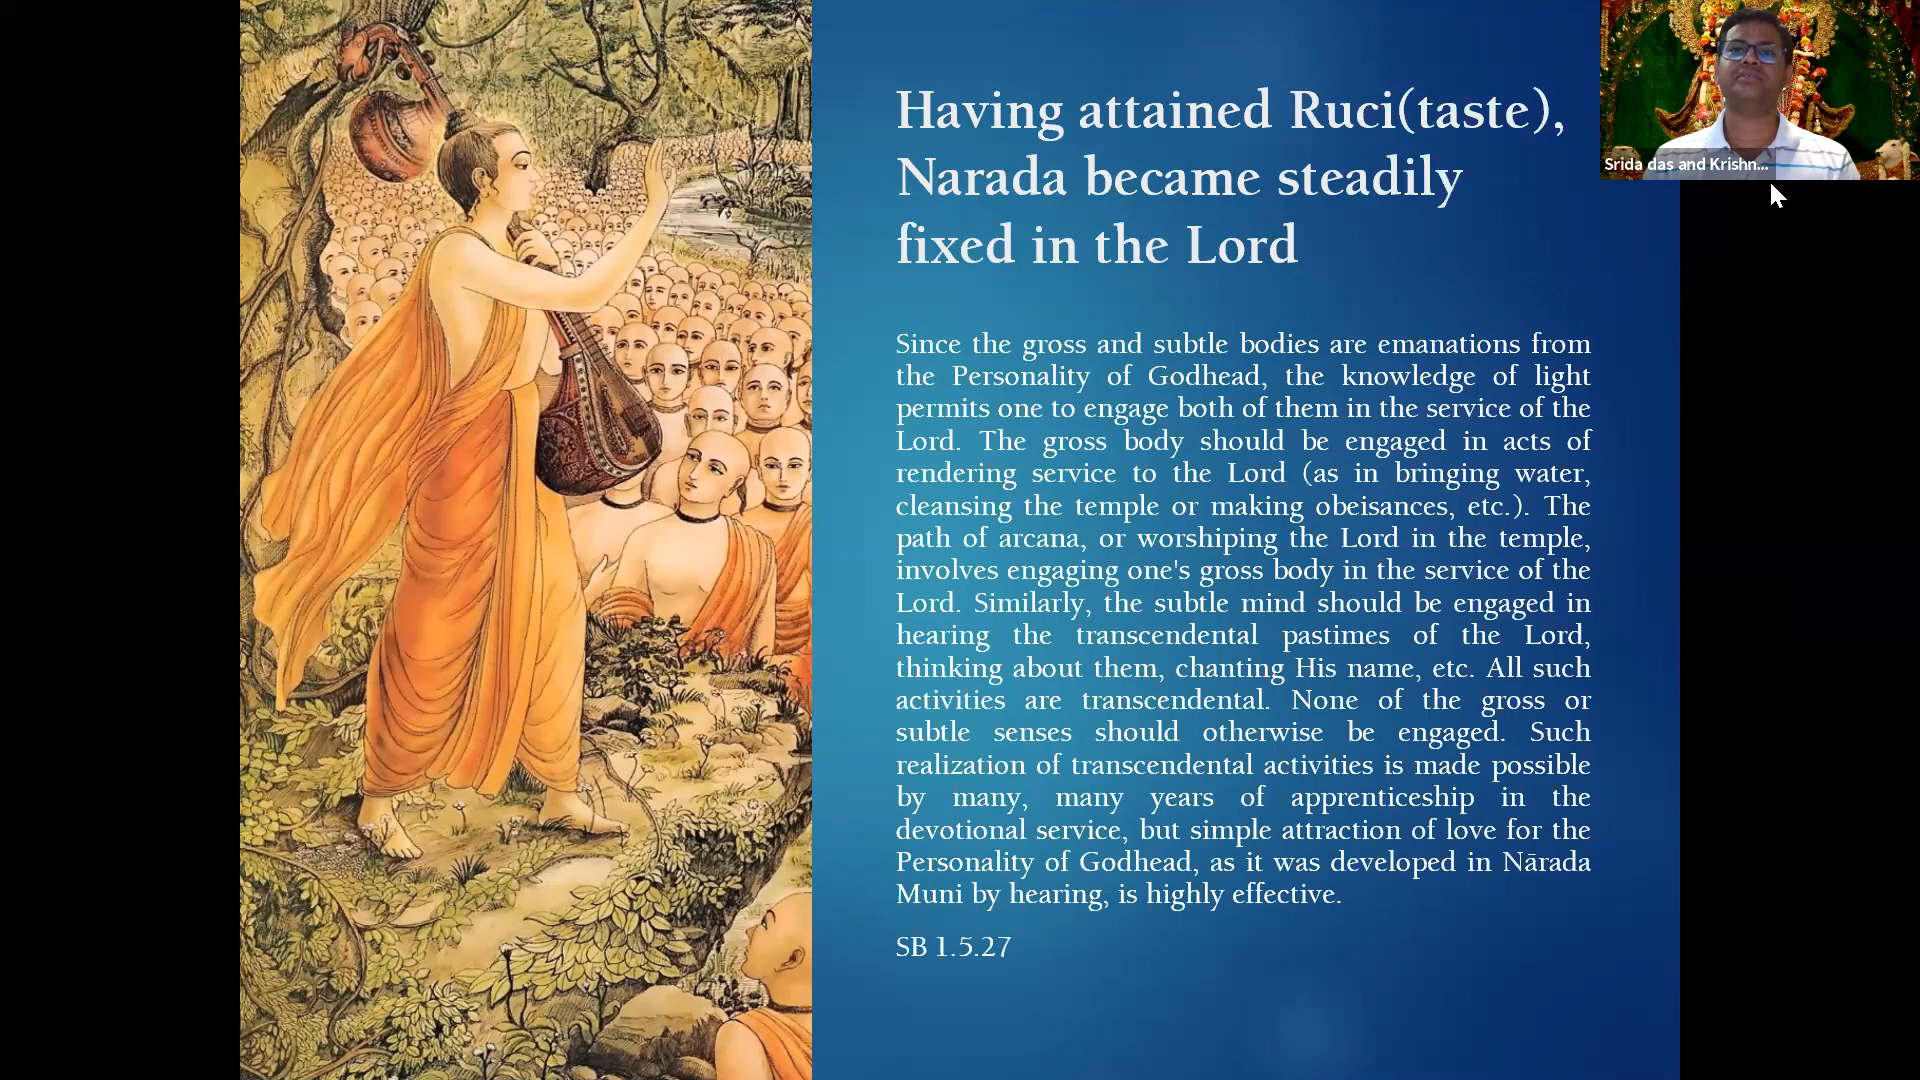 Having attained Ruci(taste),
Narada became steadily
fixed in the Lord
Since the gross and subtle bodies are emanations from
the Personality of Godhead, the knowledge of light
permits one to engage both of them in the service of the
Lord. The gross body should be engaged in acts of
rendering service to the Lord (as in bringing water,
cleansing the temple or making obeisances, etc.). The
path of arcana, or worshiping the Lord in the temple,
involves engaging one's gross body in the service of the
Lord. Similarly, the subtle mind should be engaged in
hearing the transcendental pastimes of the Lord,
thinking about them, chanting His name, etc. All such
activities are transcendental. None of the gross or
subtle senses should otherwise be engaged. Such
realization of transcendental activities is made possible
by many, many years of apprenticeship in the
devotional service, but simple attraction of love for the
Personality of Godhead, as it was developed in Nārada
Muni by hearing, is highly effective.
SB 1.5.27
Srida das and Krishn...